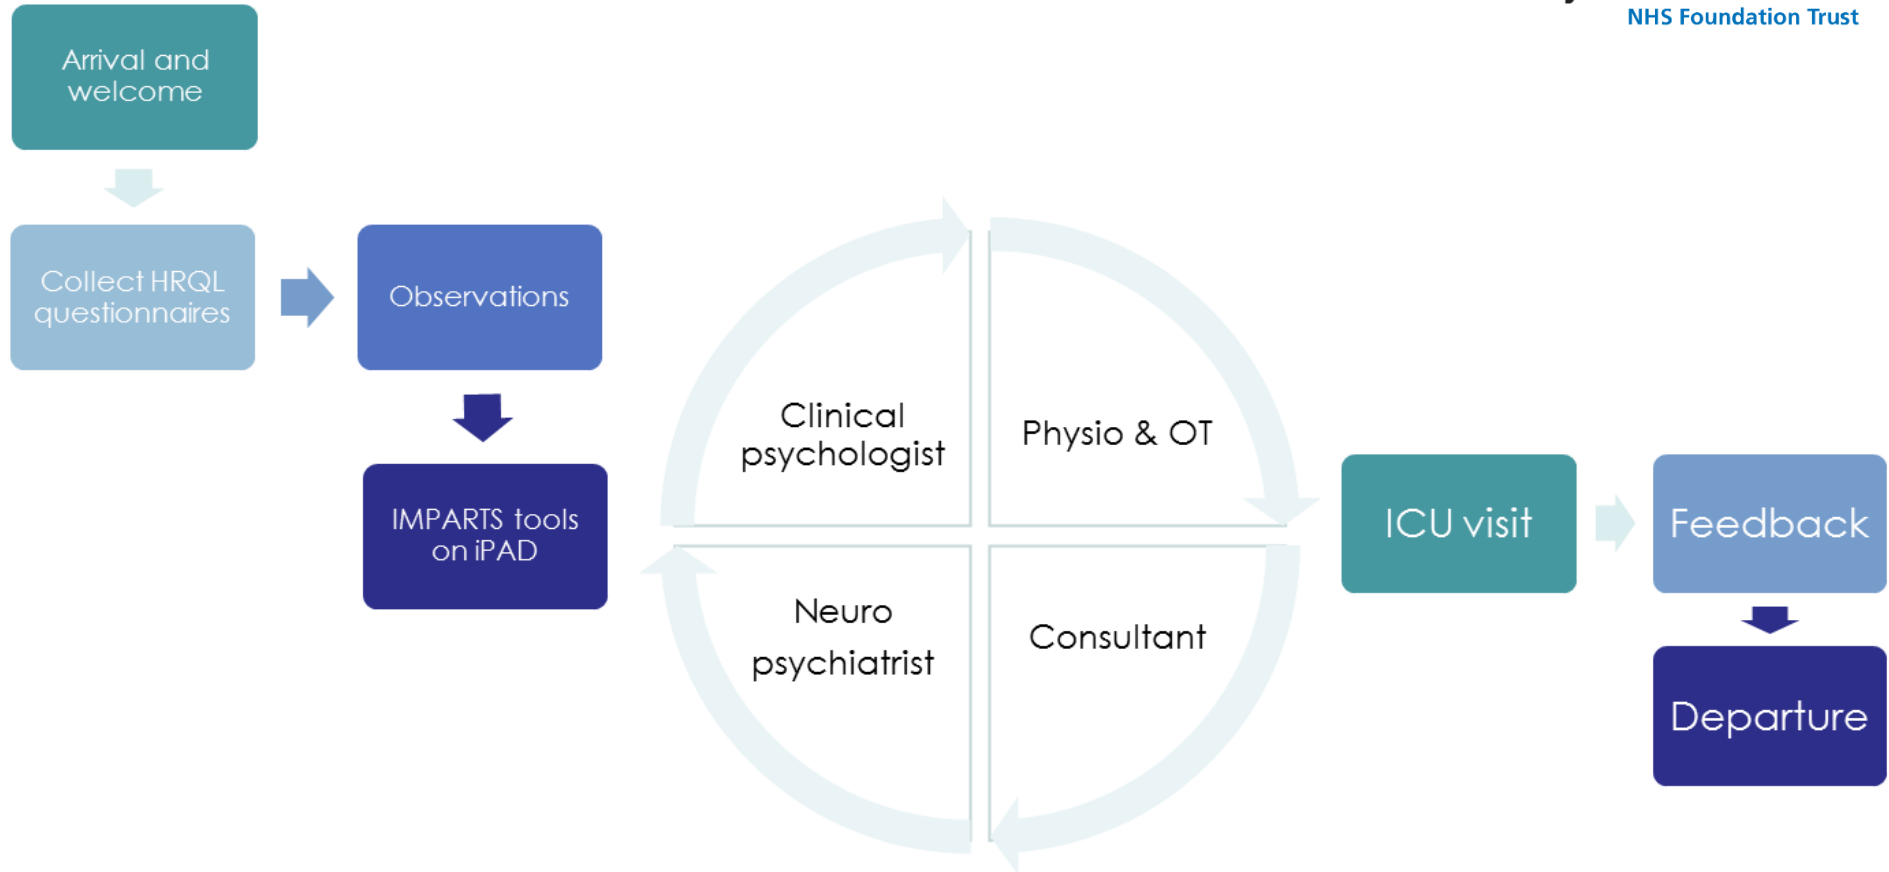 NHS Foundation Trust
Arrival and
welcome
Collect HRQL
questionnaires
Observations
IMPARTS tools
on iPAD
Clinical
psychologist
Physio & OT
Neuro
psychiatrist
Consultant
ICU visit
Feedback
Departure